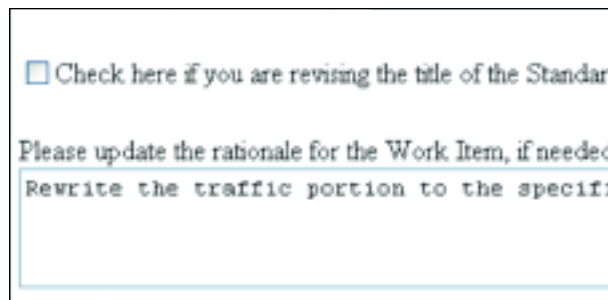 Check here if you are revising the title of the Standar
Please update the rationale for the Work Item, if needed
Rewrite the traffic portion to the specifi